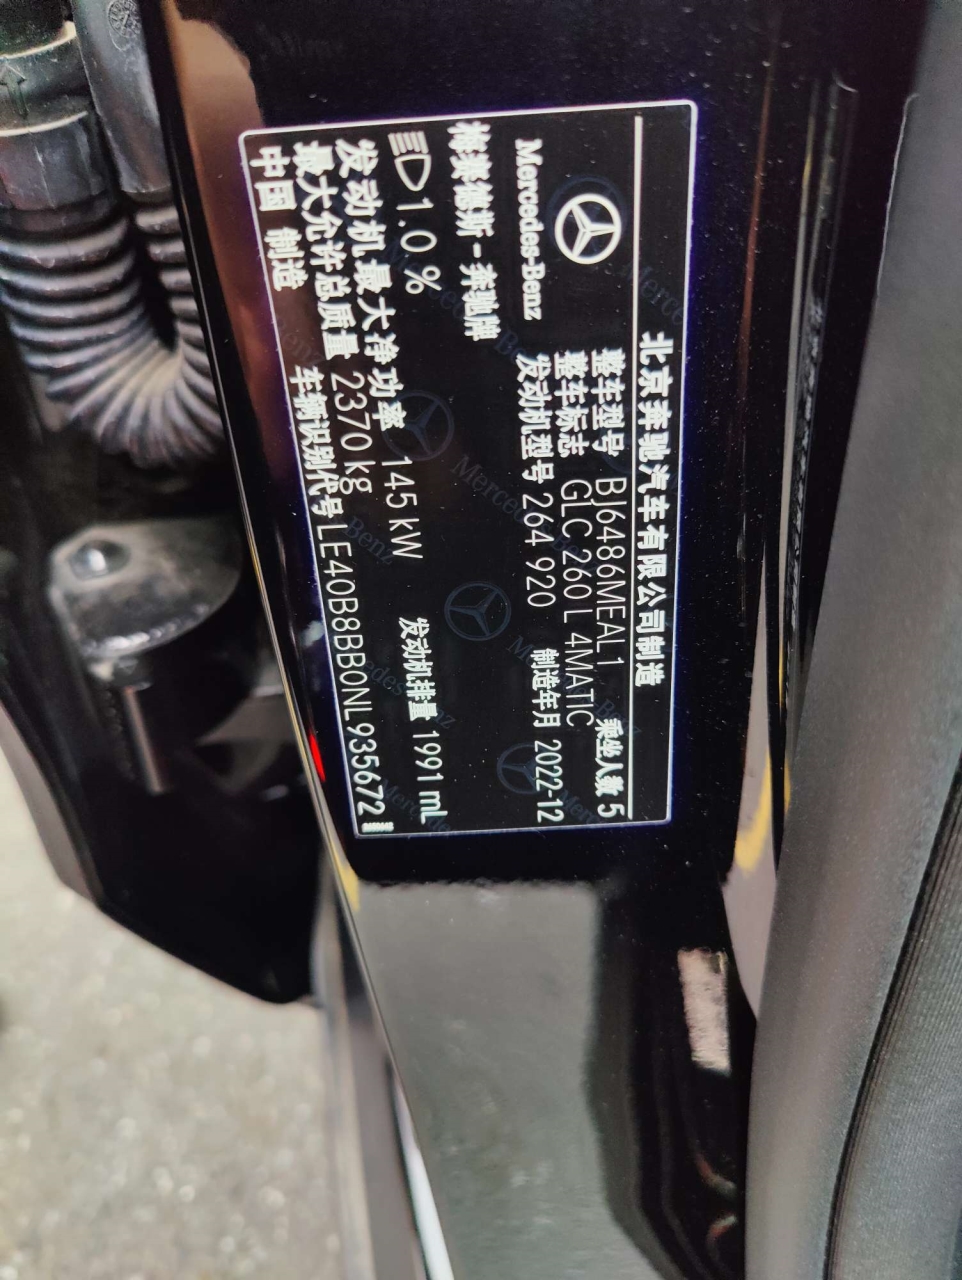 北京奔驰汽车有限公司制造
Mercedes-Benz
梅赛德斯-奔驰牌
整车型号 BJ6486MEAL1 乘坐人数 5
整车标志 GLC 260 L 4MATIC
发动机型号 264 920 制造年月 2022-12
1.0 %
发动机最大净功率 145 kW 发动机排量 1991 mL
最大允许总质量 2370 kg
中国 制造 车辆识别代号 LE40B8BB0NL935672